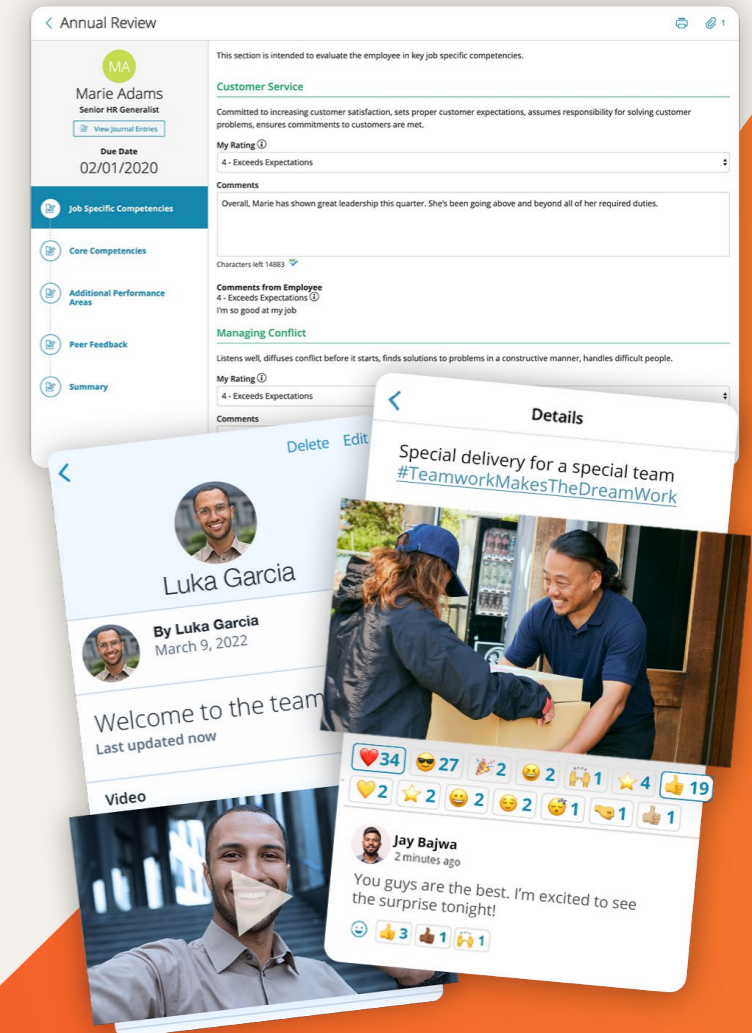 Annual Review
1
MA
Marie Adams
Senior HR Generalist
View Journal Entries
Due Date
02/01/2020
Job Specific Competencies
Core Competencies
Additional Performance
Areas
Peer Feedback
Summary
This section is intended to evaluate the employee in key job specific competencies.
Customer Service
Committed to increasing customer satisfaction, sets proper customer expectations, assumes responsibility for solving customer
problems, ensures commitments to customers are met.
My Rating
4 - Exceeds Expectations
Comments
Overall, Marie has shown great leadership this quarter. She's been going above and beyond all of her required duties.
Characters left 14883
Comments from Employee
4 - Exceeds Expectations
I'm so good at my job
Managing Conflict
Listens well, diffuses conflict before it starts, finds solutions to problems in a constructive manner, handles difficult people.
My Rating
4 - Exceeds Expectations
Comments
Delete Edit
Luka Garcia
By Luka Garcia
March 9, 2022
Welcome to the team
Last updated now
Video
Details
Special delivery for a special team
#TeamworkMakesTheDreamWork
34 27 2 2 1 4 19
2 2 2 2 1 1 1
Jay Bajwa
2 minutes ago
You guys are the best. I'm excited to see
the surprise tonight!
3 1 1